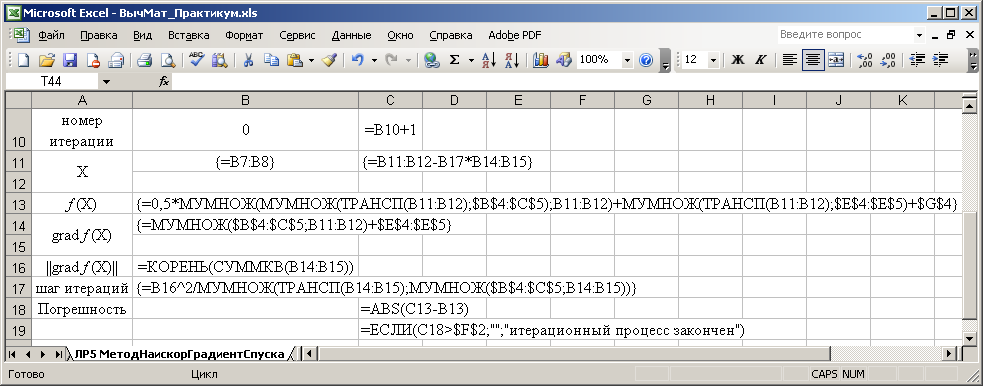 Microsoft Excel - ВычМат_Практикум.xls
Файл Правка Вид Вставка Формат Сервис Данные Окно Справка Adobe PDF Введите вопрос
100% 12 Ж К
T44 fx
A B C D E F G H I J K
номер
10 итерации 0 =B10+1
11 {=B7:B8} {=B11:B12-B17*B14:B15}
X
12
13 f (X) {=0,5*МУМНОЖ(МУМНОЖ(ТРАНСП(B11:B12);$B$4:$C$5);B11:B12)+МУМНОЖ(ТРАНСП(B11:B12);$E$4:$E$5)+$G$4}
14 {=МУМНОЖ($B$4:$C$5;B11:B12)+$E$4:$E$5}
grad f (X)
15
16 ||grad f (X)|| =КОРЕНЬ(СУММКВ(B14:B15))
17 шаг итераций {=B16^2/МУМНОЖ(ТРАНСП(B14:B15);МУМНОЖ($B$4:$C$5;B14:B15))}
18 Погрешность =ABS(C13-B13)
19 =ЕСЛИ(C18>$F$2;"";"итерационный процесс закончен")
ЛР5 МетодНаискорГрадиентСпуска
Готово Цикл CAPS NUM